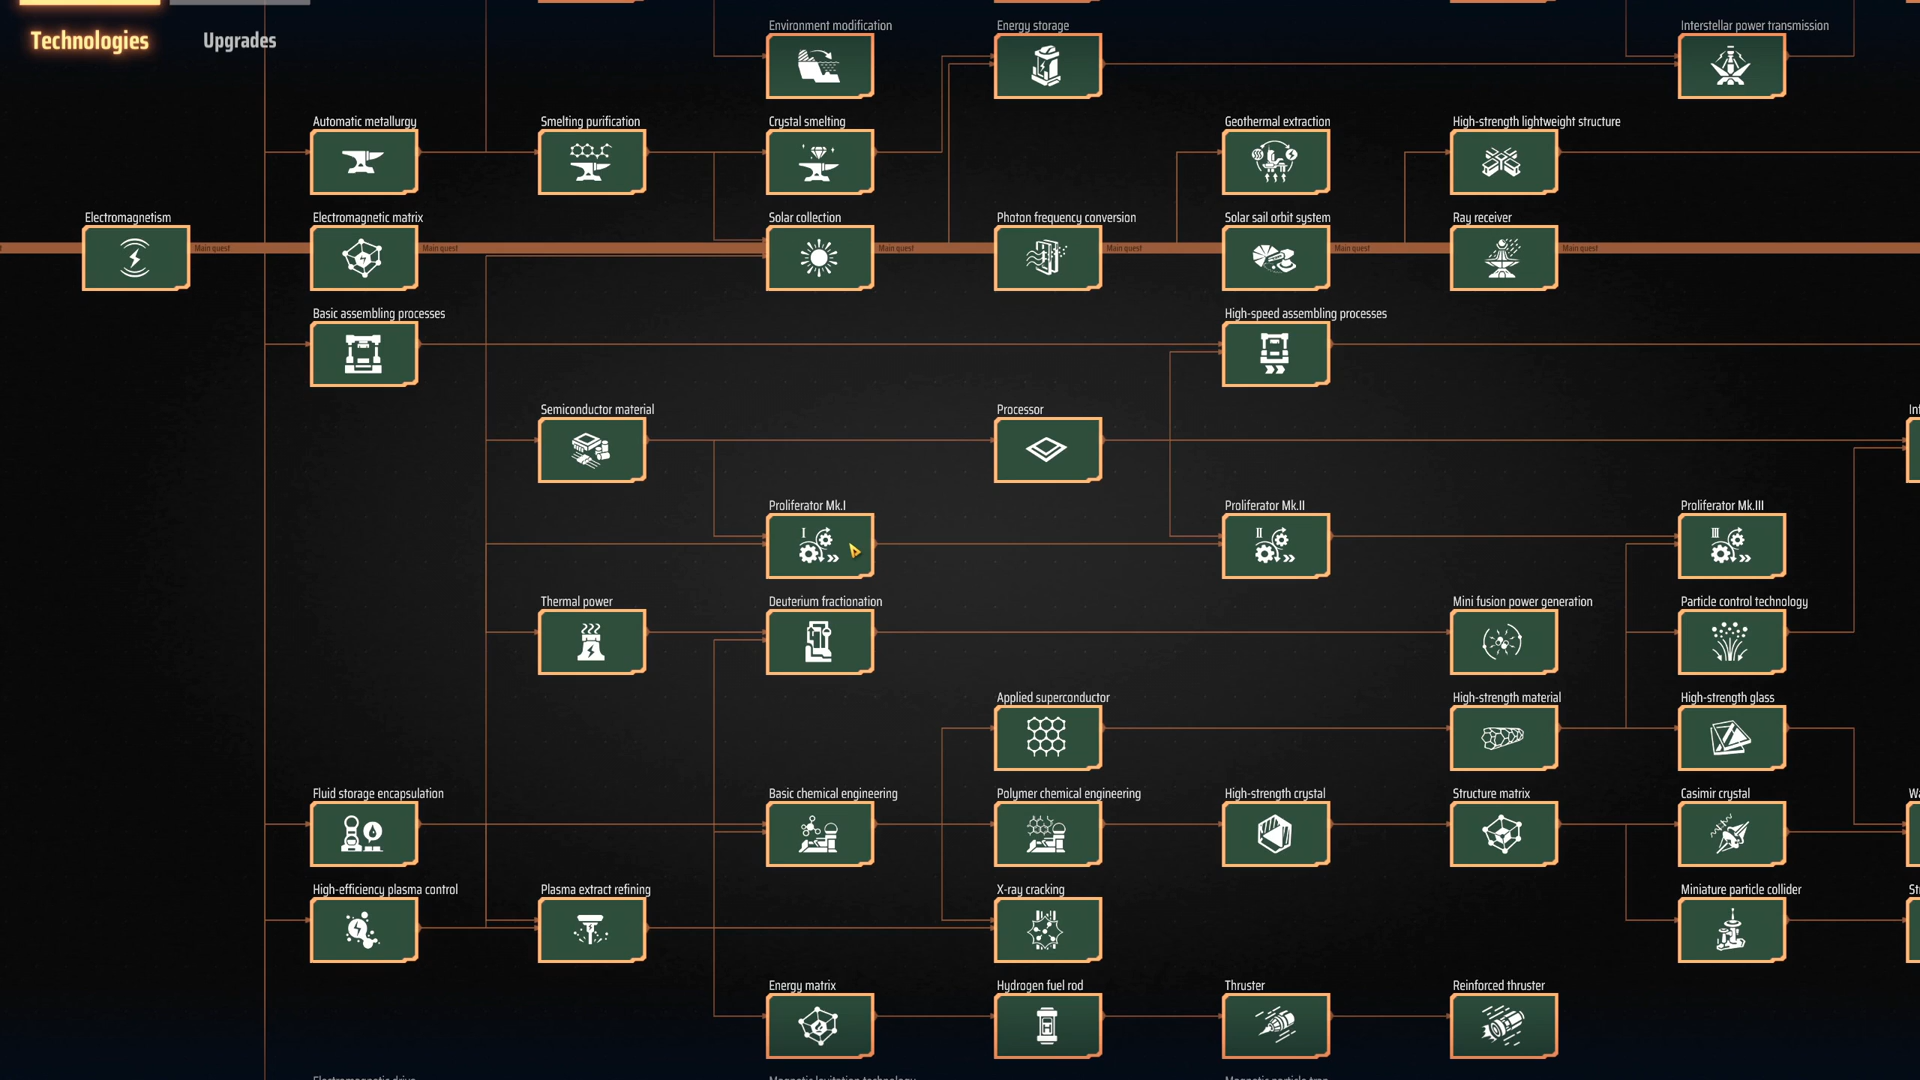 Technologies
Upgrades
Environment modification
Energy storage
Interstellar power transmission
Automatic metallurgy
Smelting purification
Crystal smelting
Geothermal extraction
High-strength lightweight structure
Electromagnetism
Electromagnetic matrix
Solar collection
Photon frequency conversion
Solar sail orbit system
Ray receiver
Main quest
Main quest
Main quest
Main quest
Main quest
Main quest
Basic assembling processes
High-speed assembling processes
Semiconductor material
Processor
Proliferator Mk.I
Proliferator Mk.II
Proliferator Mk.III
I
II
III
Thermal power
Deuterium fractionation
Mini fusion power generation
Particle control technology
Applied superconductor
High-strength material
High-strength glass
Fluid storage encapsulation
Basic chemical engineering
Polymer chemical engineering
High-strength crystal
Structure matrix
Casimir crystal
High-efficiency plasma control
Plasma extract refining
X-ray cracking
Miniature particle collider
Energy matrix
Hydrogen fuel rod
Thruster
Reinforced thruster